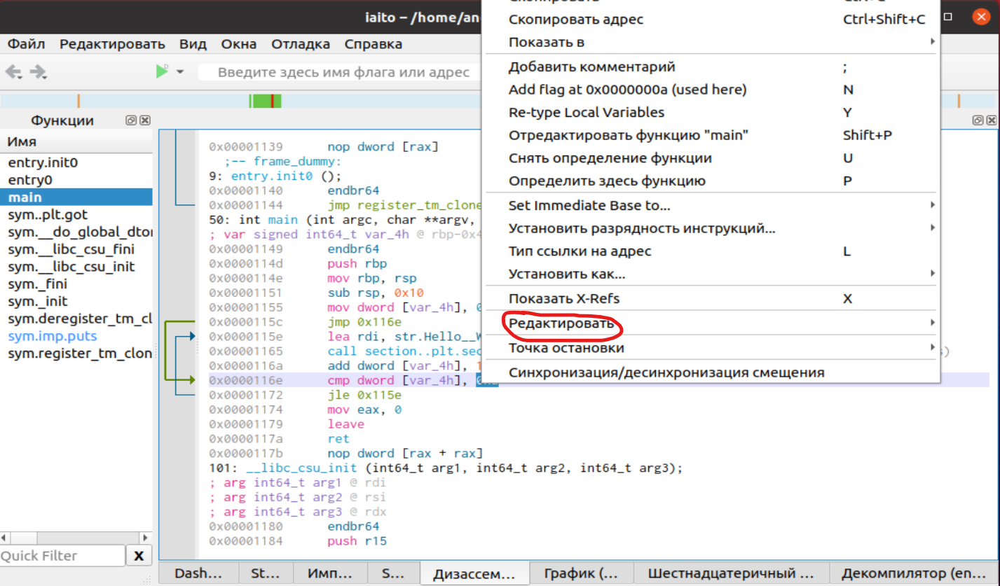 iaito – /home/an
Файл Редактировать Вид Окна Отладка Справка
Введите здесь имя флага или адрес
Функции
Имя
entry.init0
entry0
main
sym..plt.got
sym.__do_global_dtor
sym.__libc_csu_fini
sym.__libc_csu_init
sym._fini
sym._init
sym.deregister_tm_cl
sym.imp.puts
sym.register_tm_clon
Quick Filter X
0x00001139 nop dword [rax]
;-- frame_dummy:
9: entry.init0 ();
0x00001140 endbr64
0x00001144 jmp register_tm_clone
50: int main (int argc, char **argv,
; var signed int64_t var_4h @ rbp-0x4
0x00001149 endbr64
0x0000114d push rbp
0x0000114e mov rbp, rsp
0x00001151 sub rsp, 0x10
0x00001155 mov dword [var_4h], 0
0x0000115c jmp 0x116e
0x0000115e lea rdi, str.Hello__W
0x00001165 call section..plt.sec s)
0x0000116a add dword [var_4h], 1
0x0000116e cmp dword [var_4h],
0x00001172 jle 0x115e
0x00001174 mov eax, 0
0x00001179 leave
0x0000117a ret
0x0000117b nop dword [rax + rax]
101: __libc_csu_init (int64_t arg1, int64_t arg2, int64_t arg3);
; arg int64_t arg1 @ rdi
; arg int64_t arg2 @ rsi
; arg int64_t arg3 @ rdx
0x00001180 endbr64
0x00001184 push r15
Скопировать адрес Ctrl+Shift+C
Показать в
Добавить комментарий ;
Add flag at 0x0000000a (used here) N
Re-type Local Variables Y
Отредактировать функцию "main" Shift+P
Снять определение функции U
Определить здесь функцию P
Set Immediate Base to...
Установить разрядность инструкций...
Тип ссылки на адрес L
Установить как...
Показать X-Refs X
Редактировать
Точка остановки
Синхронизация/десинхронизация смещения
Dash... St... Имп... S... Дизассем... График (... Шестнадцатеричный ... Декомпилятор (en...